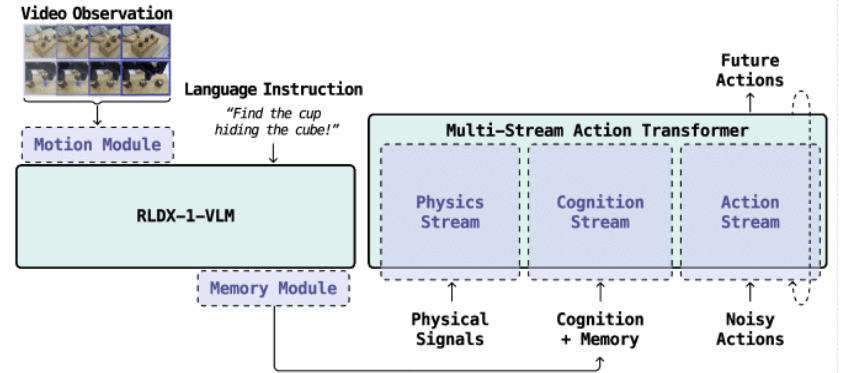 Video Observation
Language Instruction
“Find the cup
hiding the cube!”
Motion Module
RLDX-1-VLM
Memory Module
Future
Actions
Multi-Stream Action Transformer
Physics
Stream
Cognition
Stream
Action
Stream
Physical
Signals
Cognition
+ Memory
Noisy
Actions